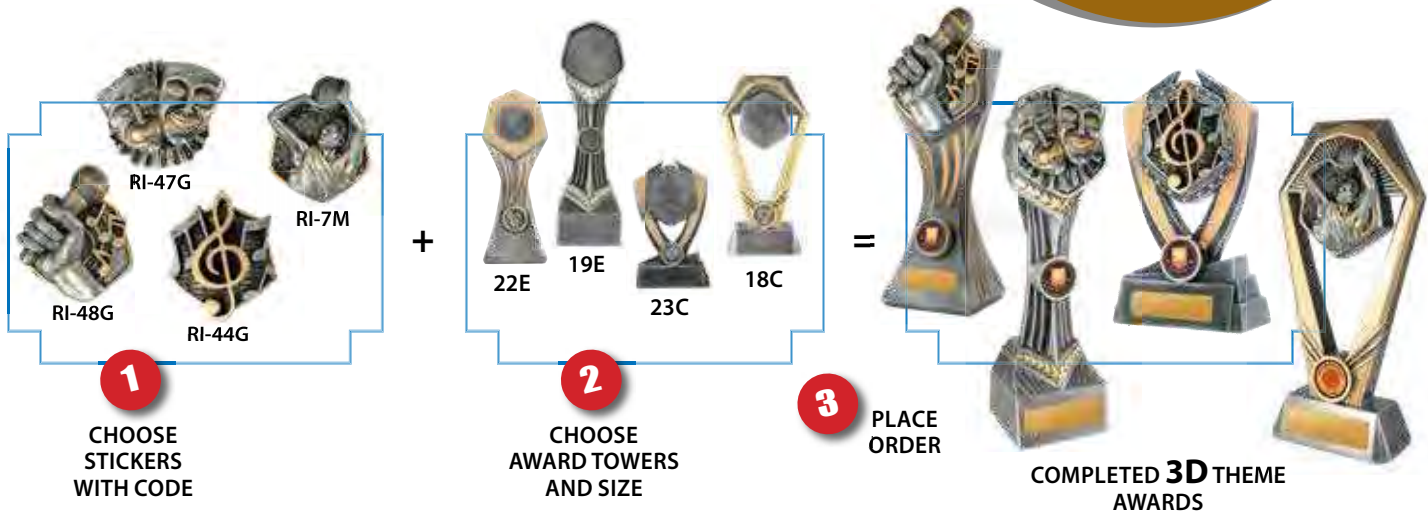 RI-47G
RI-7M
RI-48G
RI-44G
+
22E
19E
23C
18C
=
1
CHOOSE
STICKERS
WITH CODE
2
CHOOSE
AWARD TOWERS
AND SIZE
3
PLACE
ORDER
COMPLETED 3D THEME
AWARDS